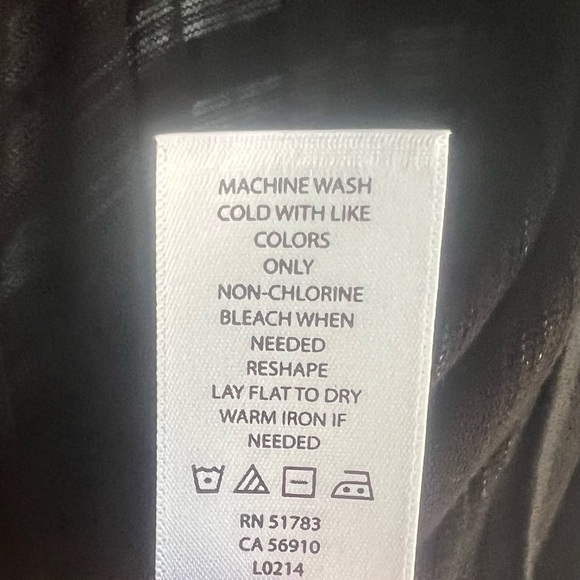 MACHINE WASH
COLD WITH LIKE
COLORS
ONLY
NON-CHLORINE
BLEACH WHEN
NEEDED
RESHAPE
LAY FLAT TO DRY
WARM IRON IF
NEEDED
RN 51783
CA 56910
L0214